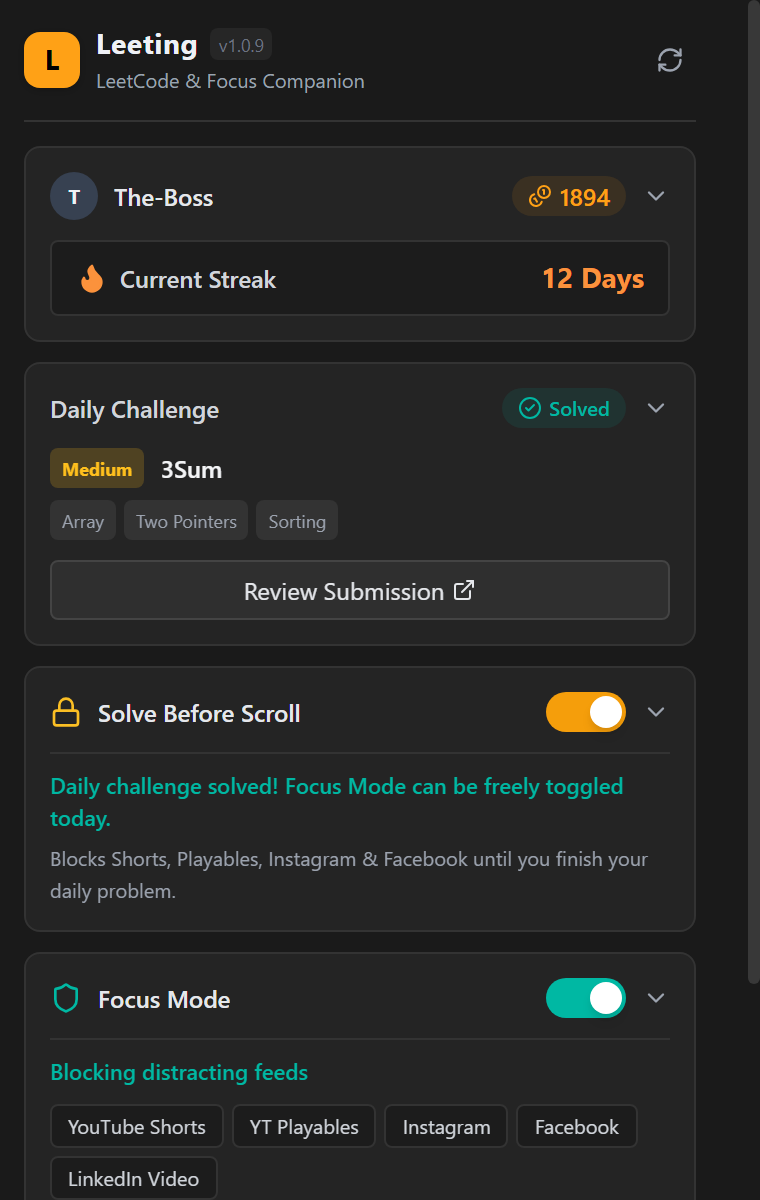 L
Leeting v1.0.9
LeetCode & Focus Companion
T The-Boss 1894
Current Streak 12 Days
Daily Challenge Solved
Medium 3Sum
Array Two Pointers Sorting
Review Submission
Solve Before Scroll
Daily challenge solved! Focus Mode can be freely toggled
today.
Blocks Shorts, Playables, Instagram & Facebook until you finish your
daily problem.
Focus Mode
Blocking distracting feeds
YouTube Shorts YT Playables Instagram Facebook
LinkedIn Video